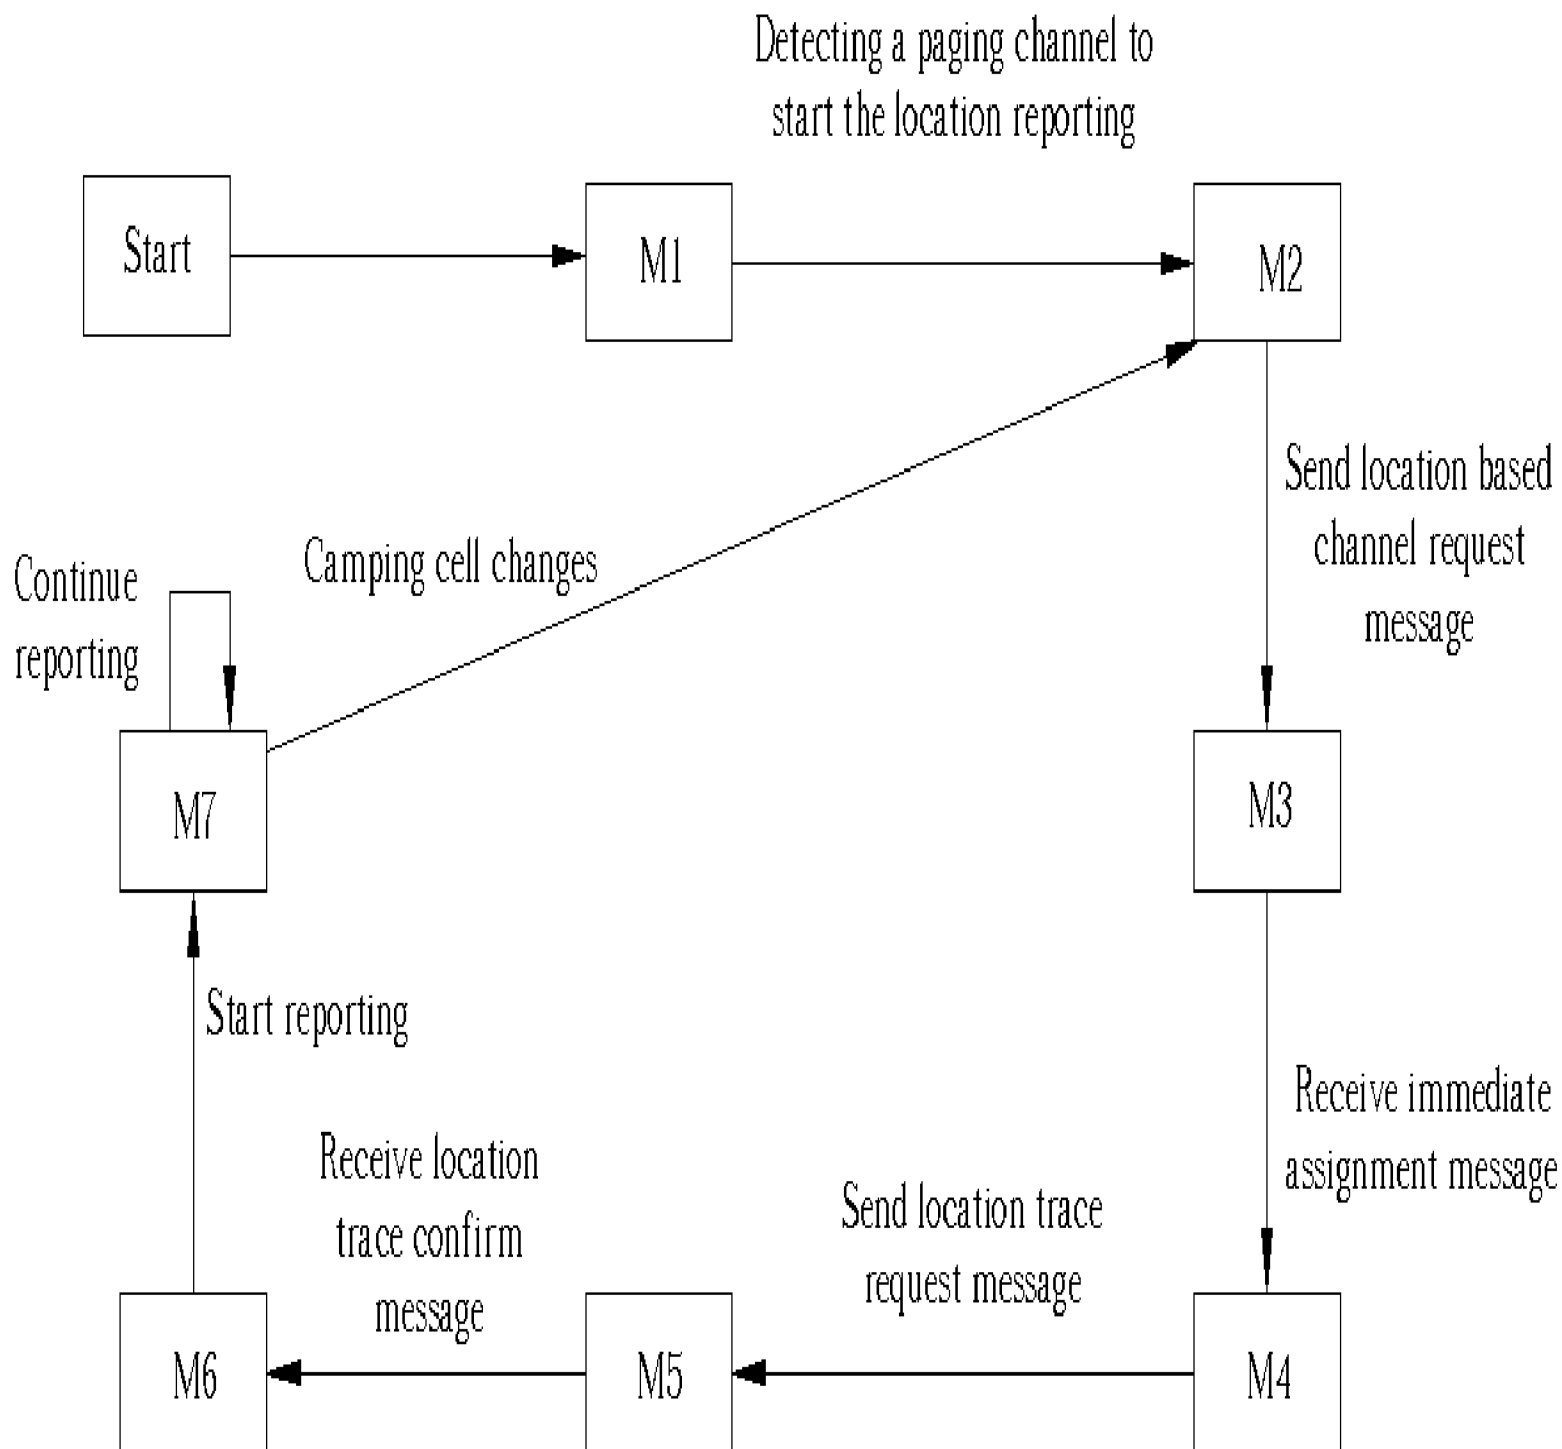 Detecting a paging channel to
start the location reporting
Start
M1
M2
Send location based
channel request
message
Camping cell changes
Continue
reporting
M7
M3
Start reporting
Receive immediate
assignment message
Receive location
trace confirm
message
Send location trace
request message
M6
M5
M4